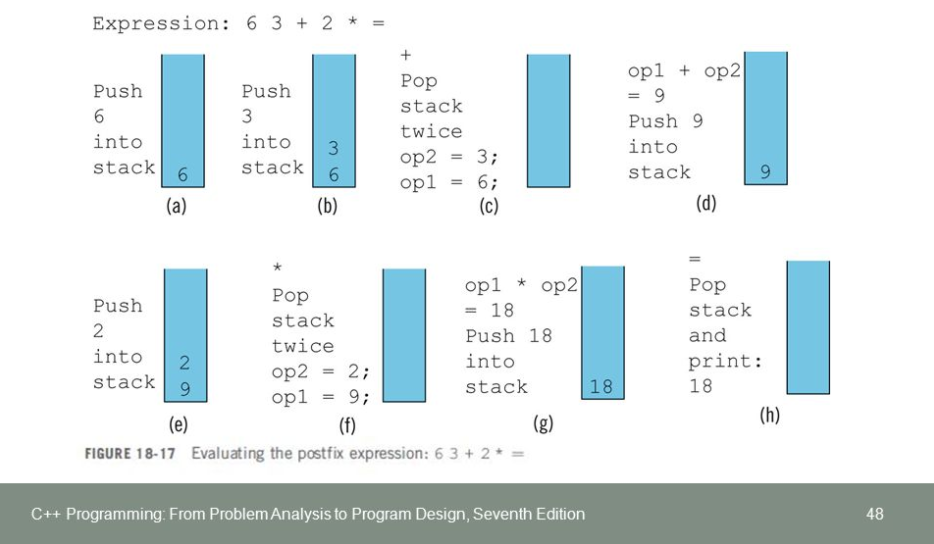 Expression: 6 3 + 2 * =
Push
6
into
stack
6
(a)
Push
3
into
stack
3
6
(b)
+
Pop
stack
twice
op2 = 3;
op1 = 6;
(c)
op1 + op2
= 9
Push 9
into
stack
9
(d)
Push
2
into
stack
2
9
(e)
*
Pop
stack
twice
op2 = 2;
op1 = 9;
(f)
op1 * op2
= 18
Push 18
into
stack
18
(g)
=
Pop
stack
and
print:
18
(h)
FIGURE 18-17 Evaluating the postfix expression: 6 3 + 2 * =
C++ Programming: From Problem Analysis to Program Design, Seventh Edition
48